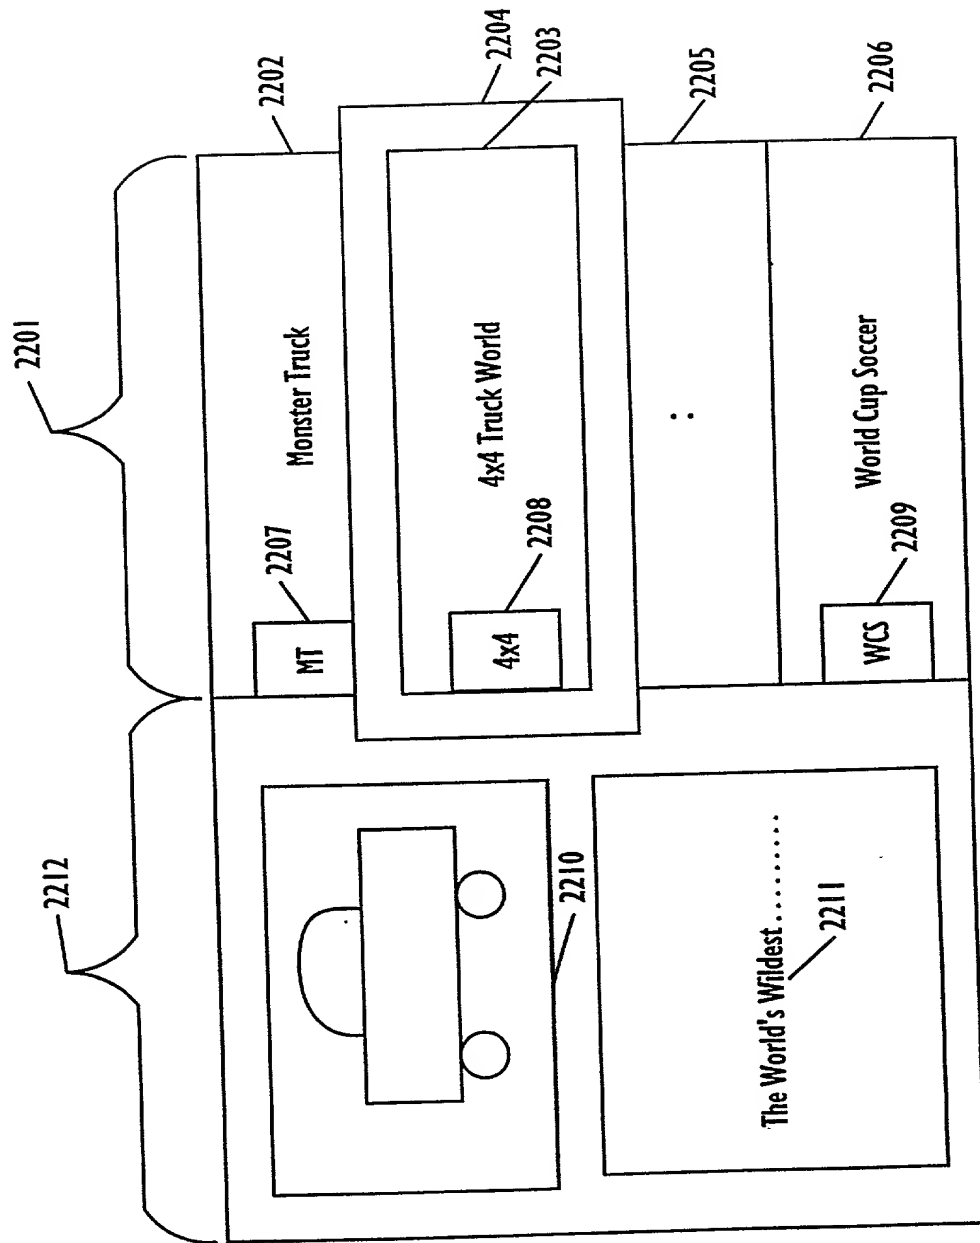 2212
2201
2202
MT
2207
Monster Truck
2204
2203
4x4
2208
4x4 Truck World
2210
2205
:
The World's Wildest.........
2211
WCS
2209
World Cup Soccer
2206